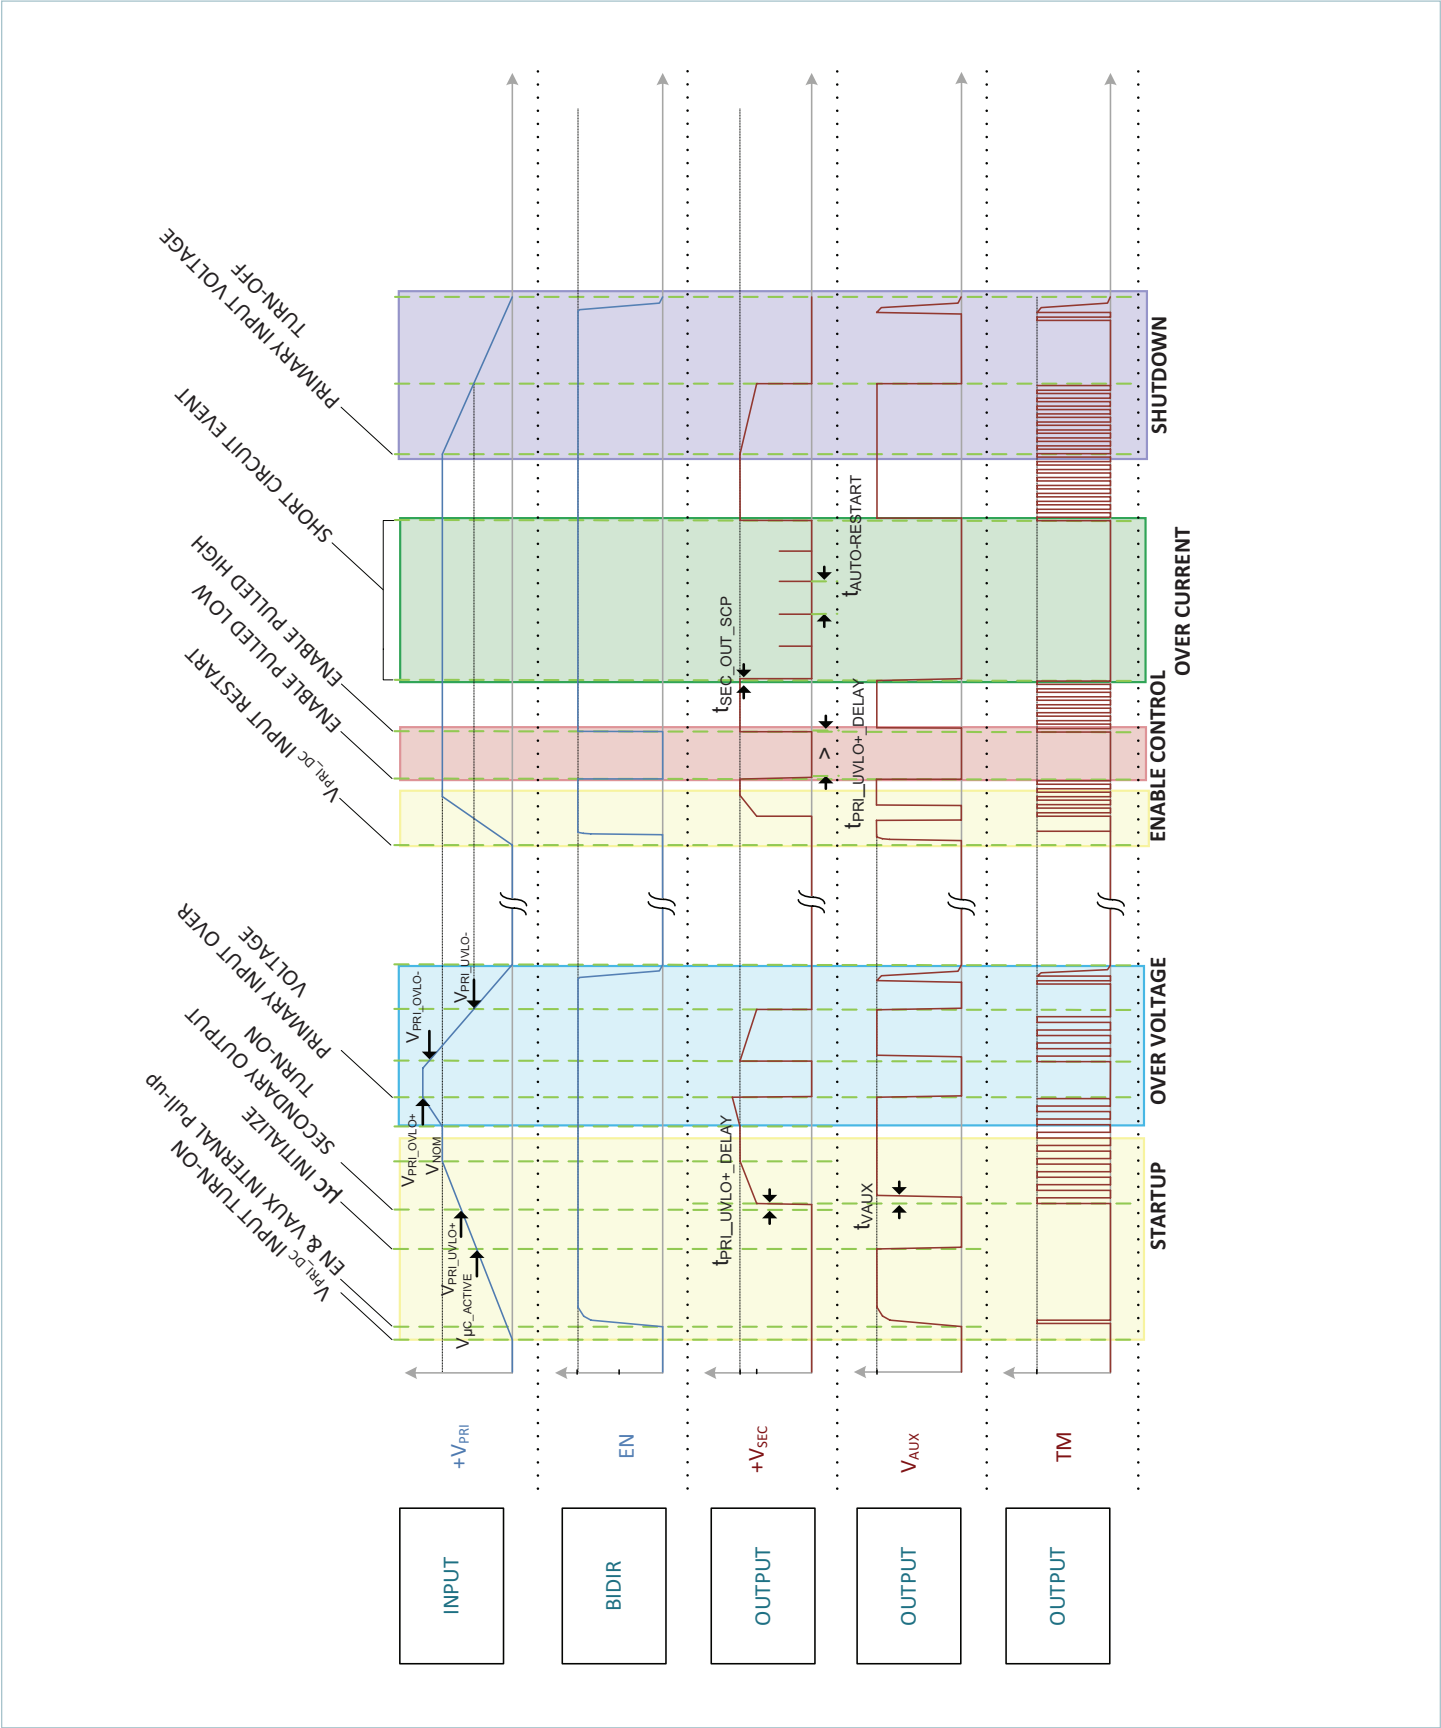 V PRI_DC INPUT TURN-ON
EN & VAUX INTERNAL Pull-up
µC INITIALIZE
SECONDARY OUTPUT
TURN-ON
PRIMARY INPUT OVER
VOLTAGE
VPRI_DC INPUT RESTART
ENABLE PULLED LOW
ENABLE PULLED HIGH
SHORT CIRCUIT EVENT
PRIMARY INPUT VOLTAGE
TURN-OFF
INPUT
+VPRI
VµC_ACTIVE
VPRI_UVLO+
VPRI_OVLO+
VNOM
VPRI_OVLO-
VPRI_UVLO-
BIDIR
EN
OUTPUT
+VSEC
tPRI_UVLO+_DELAY
tSEC_OUT_SCP
>
tPRI_UVLO+_DELAY
tAUTO-RESTART
OUTPUT
VAUX
tVAUX
OUTPUT
TM
STARTUP
OVER VOLTAGE
ENABLE CONTROL
OVER CURRENT
SHUTDOWN